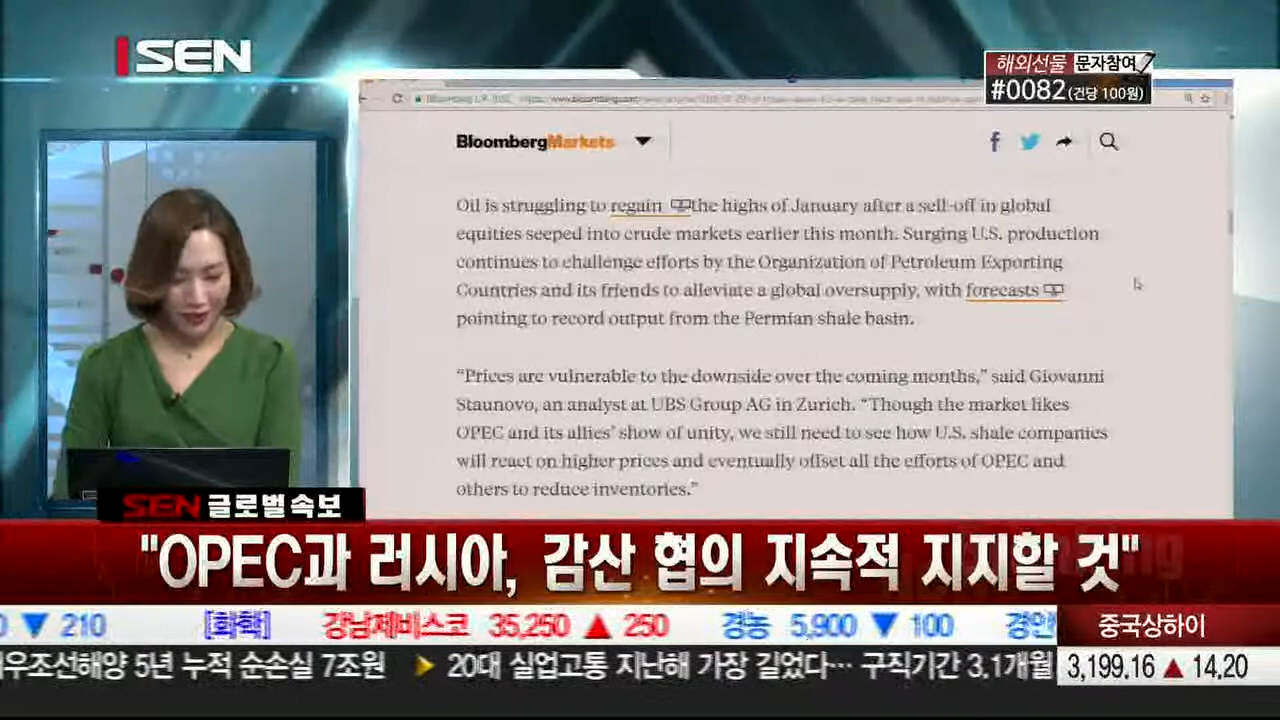 SEN
해외선물 문자참여
#0082(건당 100원)
BloombergMarkets
Oil is struggling to regain the highs of January after a sell-off in global
equities seeped into crude markets earlier this month. Surging U.S. production
continues to challenge efforts by the Organization of Petroleum Exporting
Countries and its friends to alleviate a global oversupply, with forecasts
pointing to record output from the Permian shale basin.
“Prices are vulnerable to the downside over the coming months,” said Giovanni
Staunovo, an analyst at UBS Group AG in Zurich. “Though the market likes
OPEC and its allies’ show of unity, we still need to see how U.S. shale companies
will react on higher prices and eventually offset all the efforts of OPEC and
others to reduce inventories.”
SEN 글로벌속보
"OPEC과 러시아, 감산 협의 지속적 지지할 것"
0 ▼ 210 [화학] 강남제비스코 35,250 ▲ 250 경농 5,900 ▼ 100 경인 중국상하이
우조선해양 5년 누적 순손실 7조원 ▶ 20대 실업고통 지난해 가장 길었다… 구직기간 3.1개월 3,199.16 ▲ 14.20